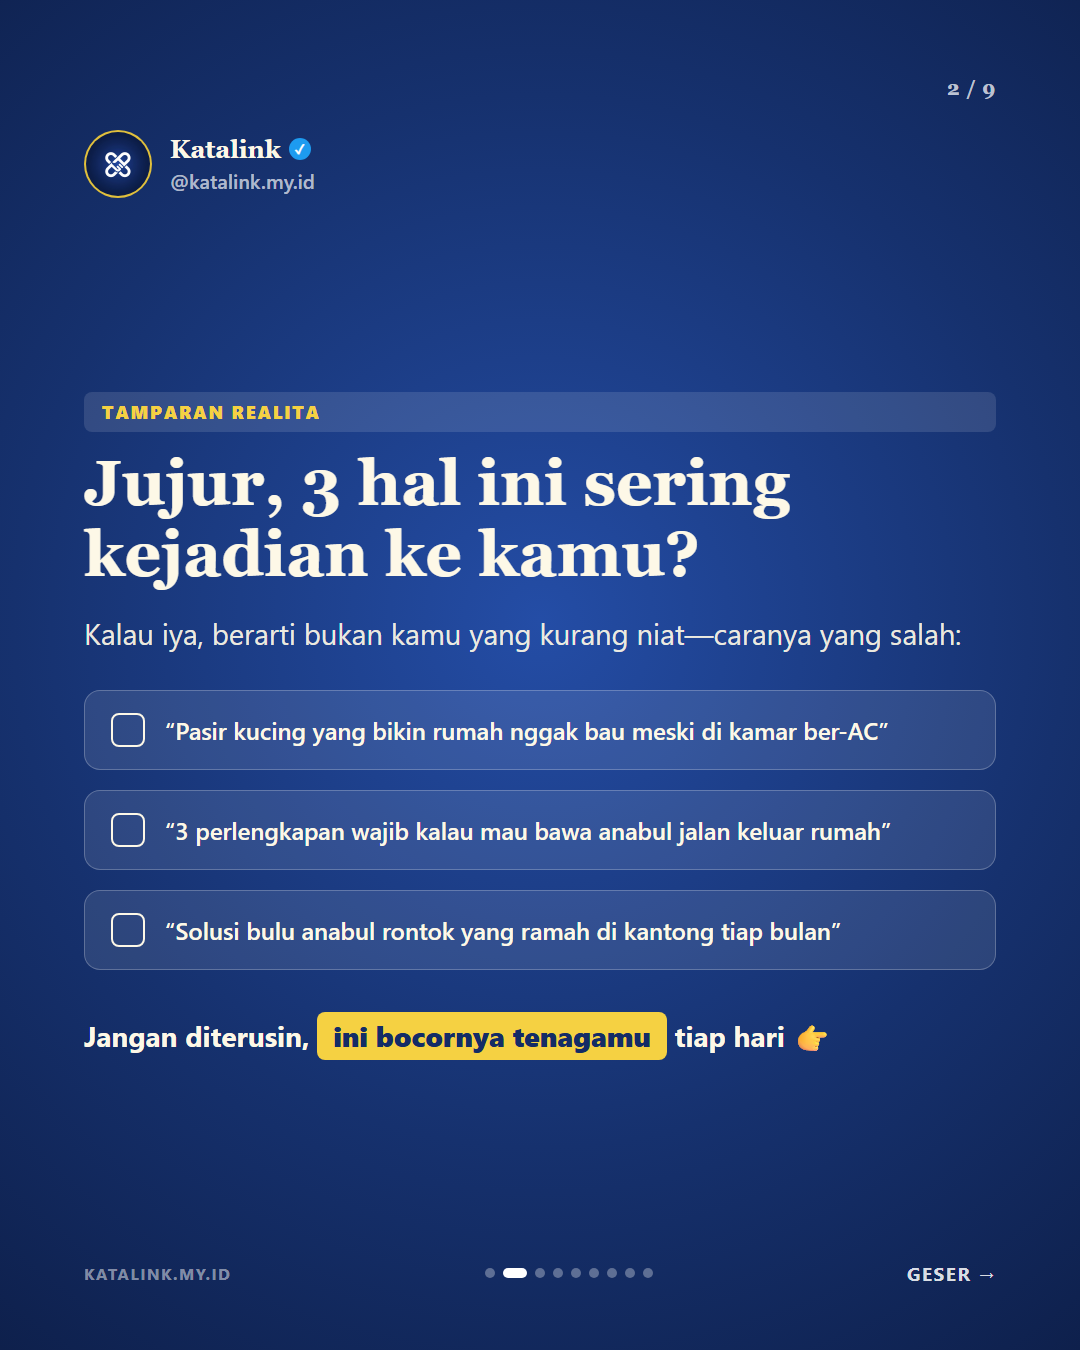 2 / 9
Katalink
@katalink.my.id
TAMPARAN REALITA
Jujur, 3 hal ini sering
kejadian ke kamu?
Kalau iya, berarti bukan kamu yang kurang niat—caranya yang salah:
“Pasir kucing yang bikin rumah nggak bau meski di kamar ber-AC”
“3 perlengkapan wajib kalau mau bawa anabul jalan keluar rumah”
“Solusi bulu anabul rontok yang ramah di kantong tiap bulan”
Jangan diterusin, ini bocornya tenagamu tiap hari 👉
KATALINK.MY.ID
GESER →